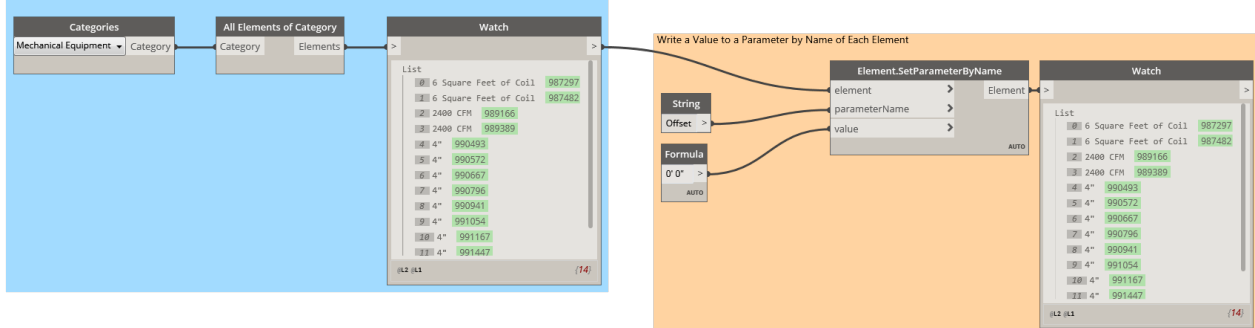 Categories
Mechanical Equipment Category
All Elements of Category
Category Elements
Watch
> >
List
0 6 Square Feet of Coil 987297
1 6 Square Feet of Coil 987482
2 2400 CFM 989166
3 2400 CFM 989389
4 4" 990493
5 4" 990572
6 4" 990667
7 4" 990796
8 4" 990941
9 4" 991054
10 4" 991167
11 4" 991447
@L2 @L1 {14}
Write a Value to a Parameter by Name of Each Element
String
Offset >
Formula
0' 0" >
AUTO
Element.SetParameterByName
element > Element
parameterName >
value >
AUTO
Watch
> >
List
0 6 Square Feet of Coil 987297
1 6 Square Feet of Coil 987482
2 2400 CFM 989166
3 2400 CFM 989389
4 4" 990493
5 4" 990572
6 4" 990667
7 4" 990796
8 4" 990941
9 4" 991054
10 4" 991167
11 4" 991447
@L2 @L1 {14}